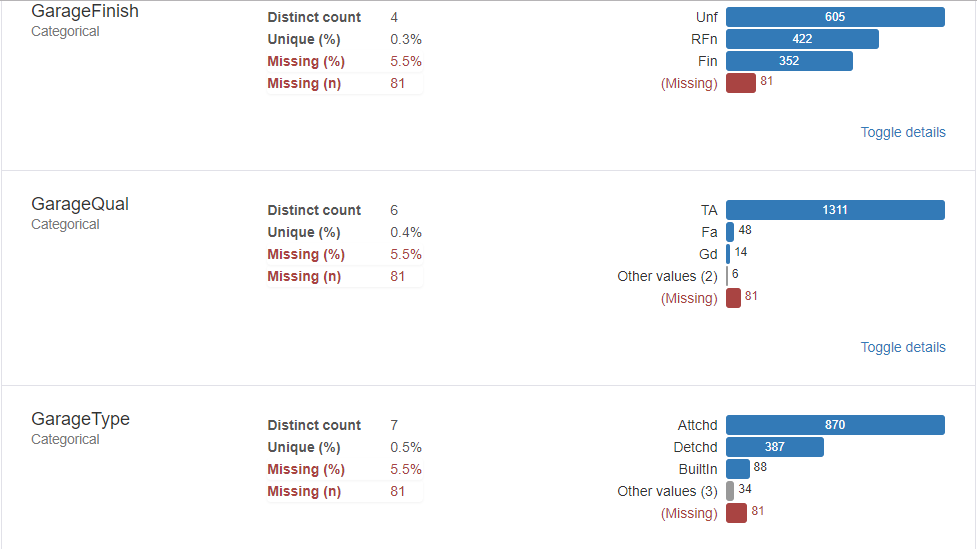 GarageFinish
Categorical
Distinct count 4
Unique (%) 0.3%
Missing (%) 5.5%
Missing (n) 81
Unf 605
RFn 422
Fin 352
(Missing) 81
Toggle details
GarageQual
Categorical
Distinct count 6
Unique (%) 0.4%
Missing (%) 5.5%
Missing (n) 81
TA 1311
Fa 48
Gd 14
Other values (2) 6
(Missing) 81
Toggle details
GarageType
Categorical
Distinct count 7
Unique (%) 0.5%
Missing (%) 5.5%
Missing (n) 81
Attchd 870
Detchd 387
BuiltIn 88
Other values (3) 34
(Missing) 81